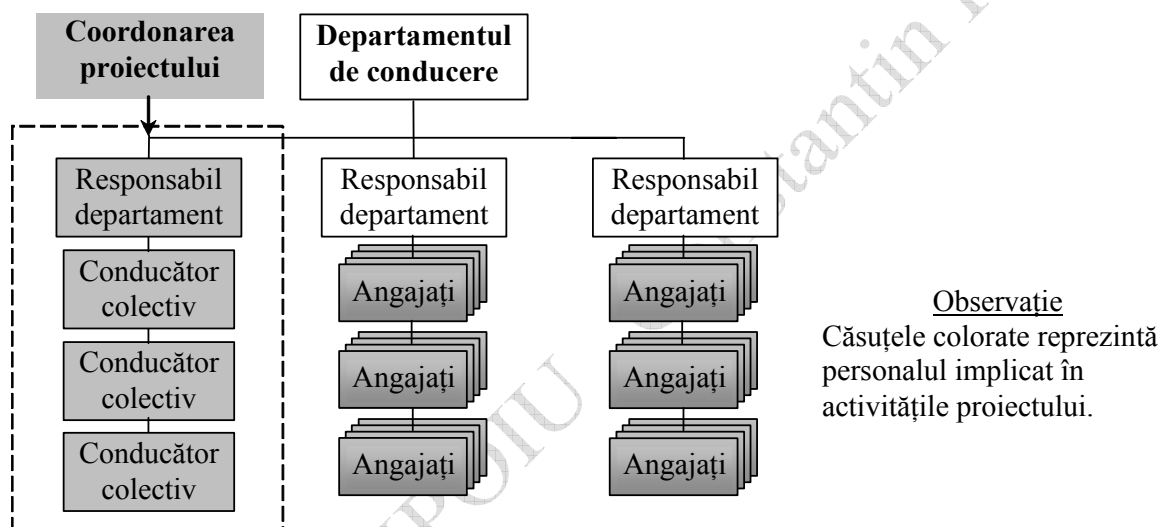 Coordonarea
proiectului
Departamentul
de conducere
Responsabil
departament
Conducător
colectiv
Conducător
colectiv
Conducător
colectiv
Responsabil
departament
Angajați
Angajați
Angajați
Responsabil
departament
Angajați
Angajați
Angajați
Observație
Căsuțele colorate reprezintă
personalul implicat în
activitățile proiectului.